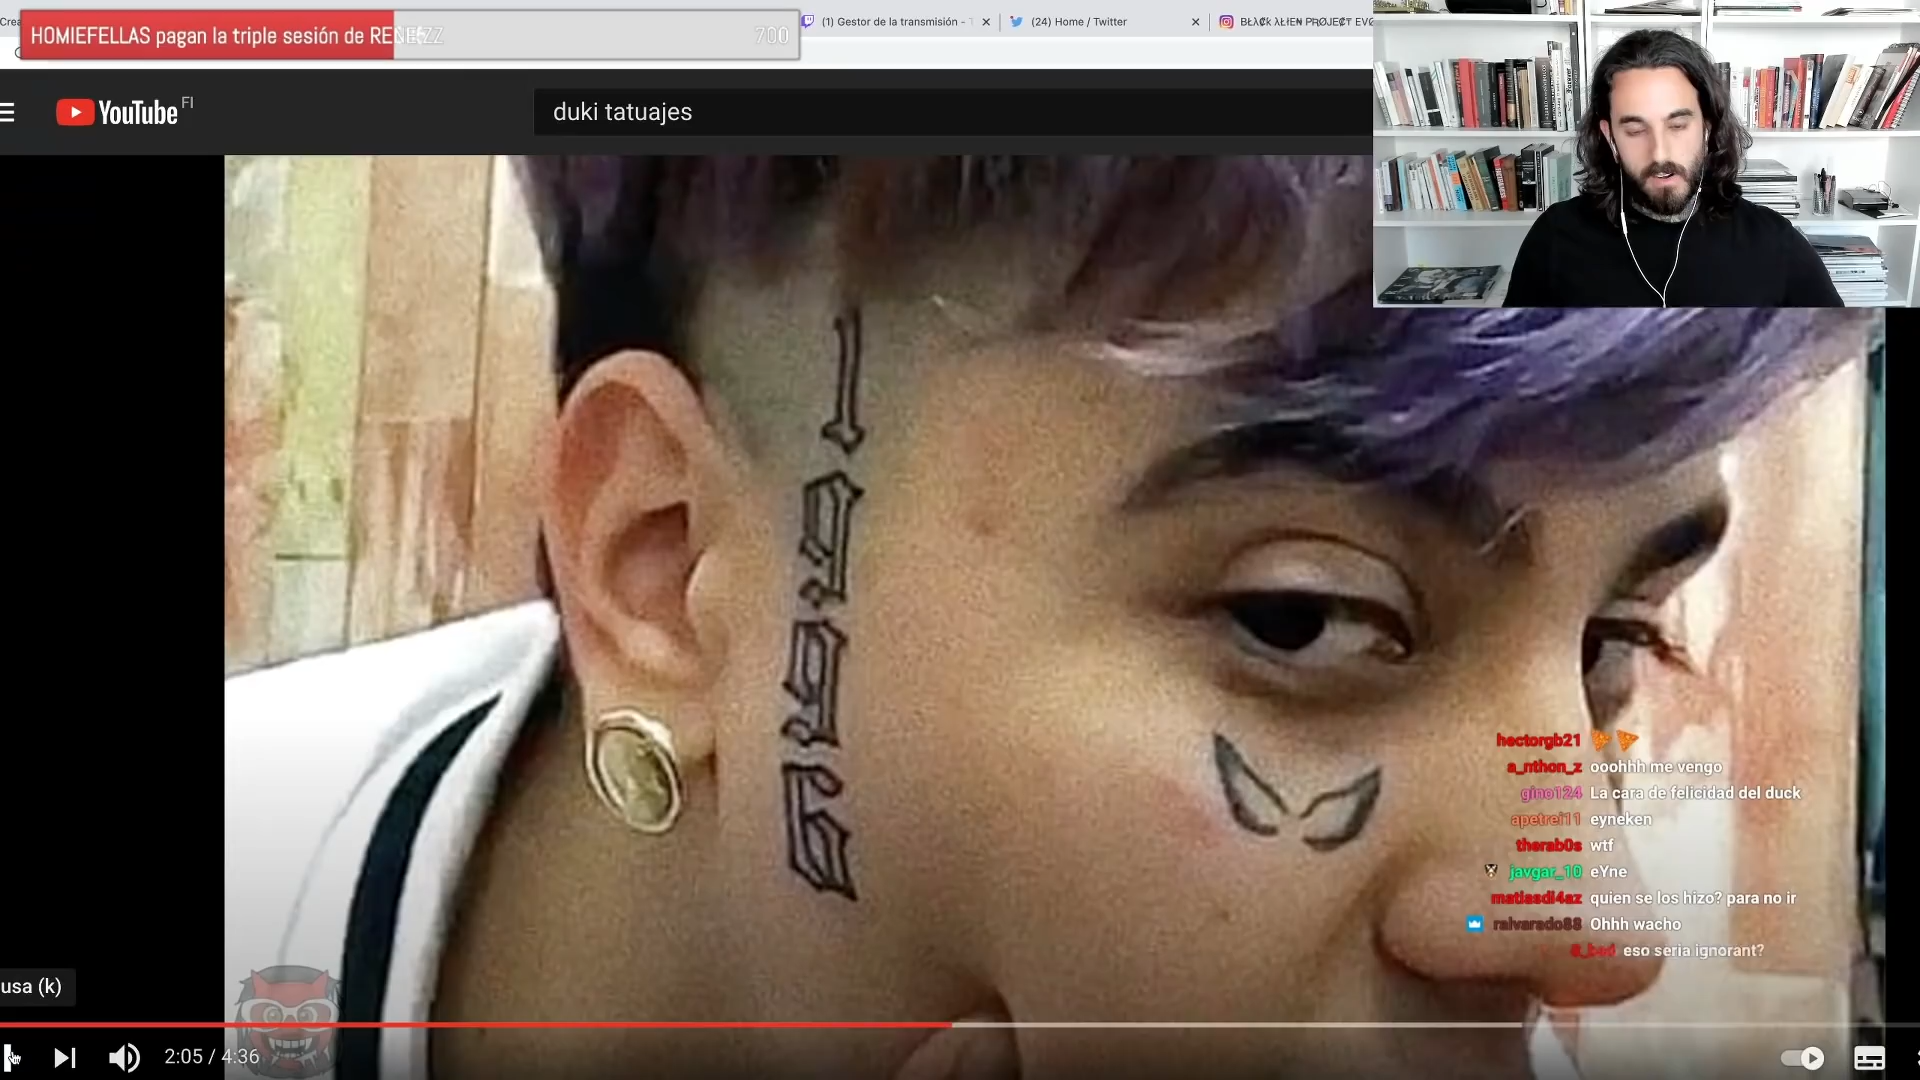 HOMIEFELLAS pagan la triple sesión de RENEZZ
700
(1) Gestor de la transmisión -
(24) Home / Twitter
YouTube FI
duki tatuajes
hectorgb21
a_nthon_z ooohhh me vengo
gino124 La cara de felicidad del duck
apetrei11 eyneken
therab0s wtf
javgar_10 eYne
matiasdi4az quien se los hizo? para no ir
ralvarado88 Ohhh wacho
eso seria ignorant?
usa (k)
2:05 / 4:36